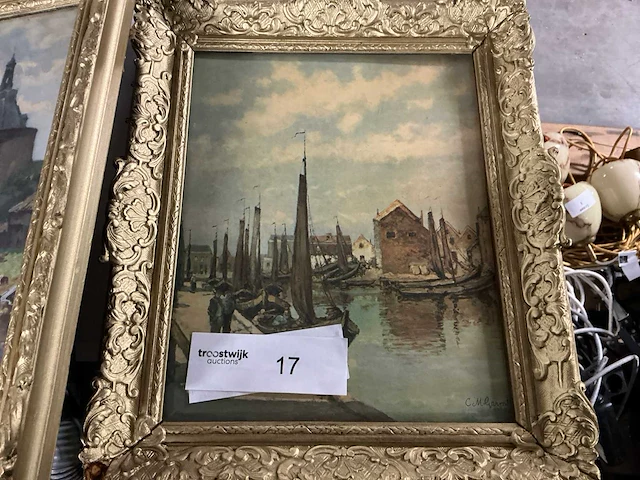 troostwijk
auctions
17
C. M.